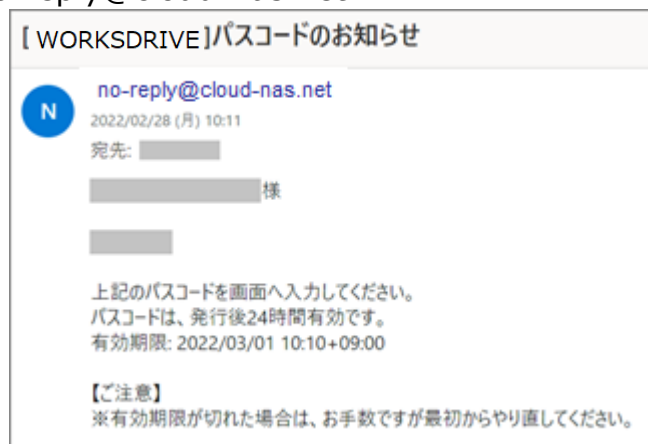 [ WORKSDRIVE ]パスコードのお知らせ
N
no-reply@cloud-nas.net
2022/02/28 (月) 10:11
宛先:
様
上記のパスコードを画面へ入力してください。
パスコードは、発行後24時間有効です。
有効期限: 2022/03/01 10:10+09:00
【ご注意】
※有効期限が切れた場合は、お手数ですが最初からやり直してください。